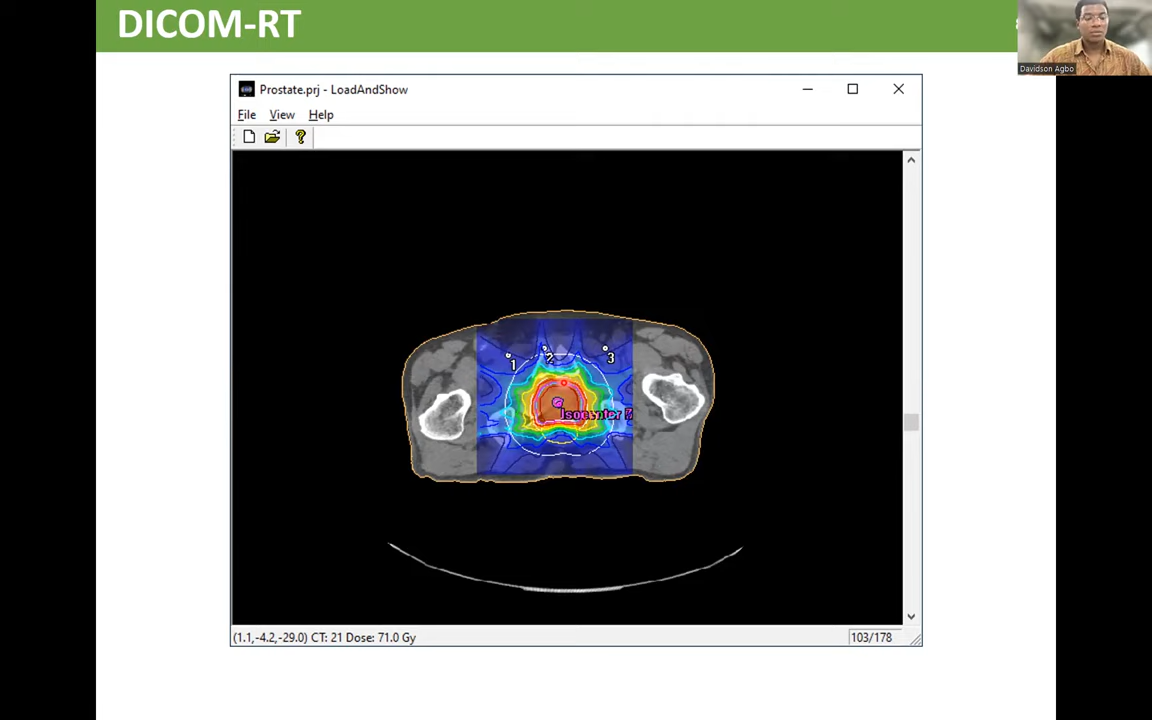 DICOM-RT
Davidson Agbo
Prostate.prj - LoadAndShow
File View Help
1
2
3
(1.1,-4.2,-29.0) CT: 21 Dose: 71.0 Gy
103/178